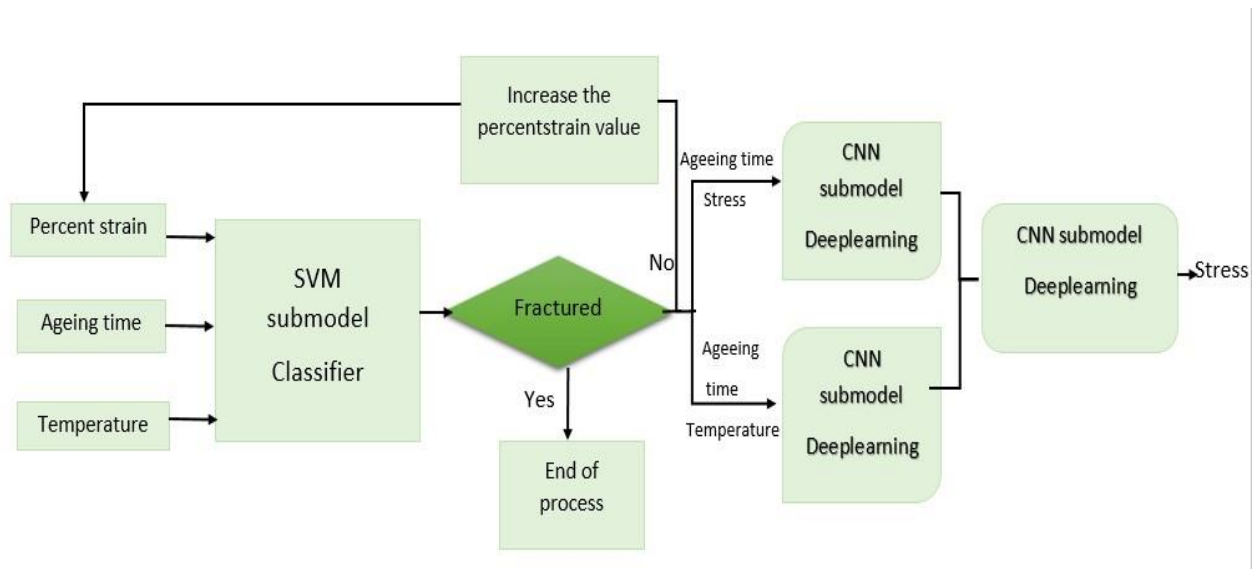 Increase the
percentstrain value
Percent strain
Ageing time
Temperature
SVM
submodel
Classifier
Fractured
Yes
End of
process
No
Ageeing time
Stress
CNN
submodel
Deeplearning
Ageeing
time
Temperature
CNN
submodel
Deeplearning
CNN submodel
Deeplearning
Stress